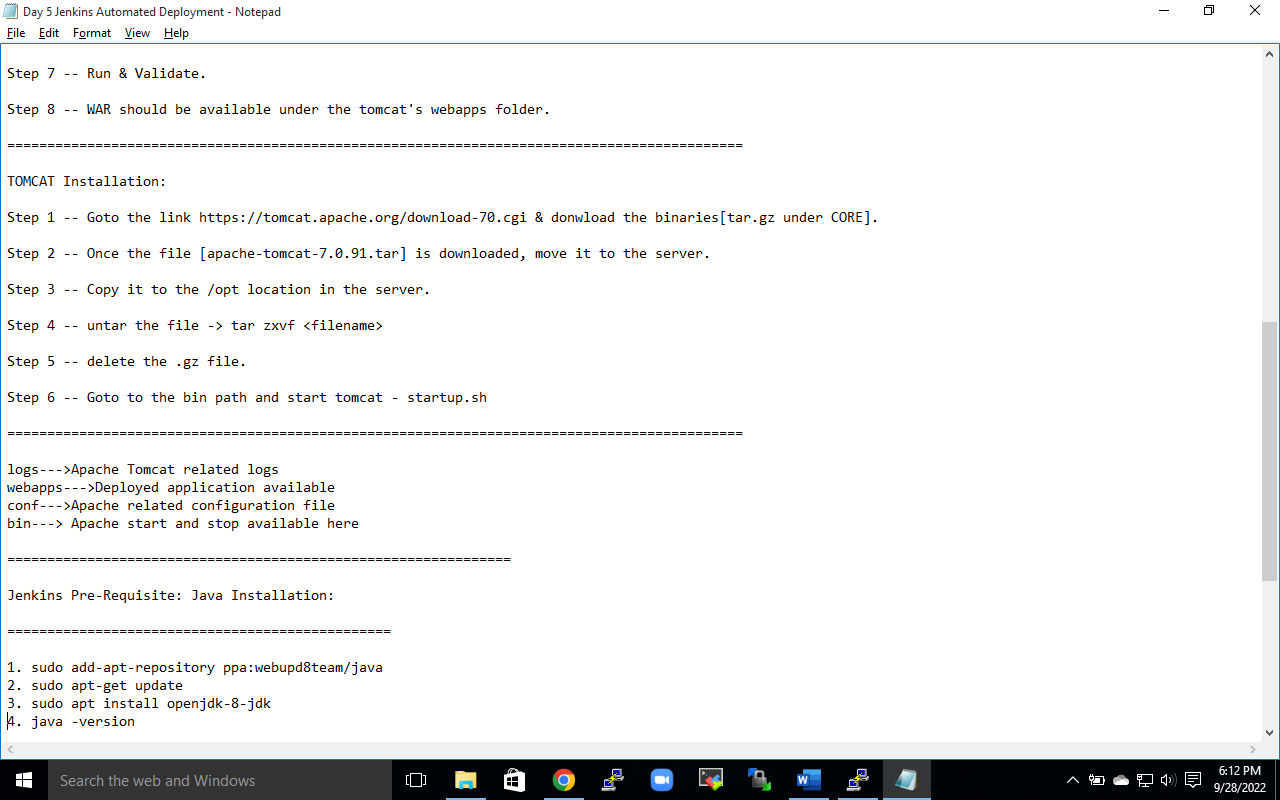 Day 5 Jenkins Automated Deployment - Notepad
File Edit Format View Help
Step 7 -- Run & Validate.
Step 8 -- WAR should be available under the tomcat's webapps folder.
============================================================================================
TOMCAT Installation:
Step 1 -- Goto the link https://tomcat.apache.org/download-70.cgi & donwload the binaries[tar.gz under CORE].
Step 2 -- Once the file [apache-tomcat-7.0.91.tar] is downloaded, move it to the server.
Step 3 -- Copy it to the /opt location in the server.
Step 4 -- untar the file -> tar zxvf <filename>
Step 5 -- delete the .gz file.
Step 6 -- Goto to the bin path and start tomcat - startup.sh
============================================================================================
logs--->Apache Tomcat related logs
webapps--->Deployed application available
conf--->Apache related configuration file
bin---> Apache start and stop available here
===============================================================
Jenkins Pre-Requisite: Java Installation:
================================================
1. sudo add-apt-repository ppa:webupd8team/java
2. sudo apt-get update
3. sudo apt install openjdk-8-jdk
4. java -version
Search the web and Windows
6:12 PM
9/28/2022